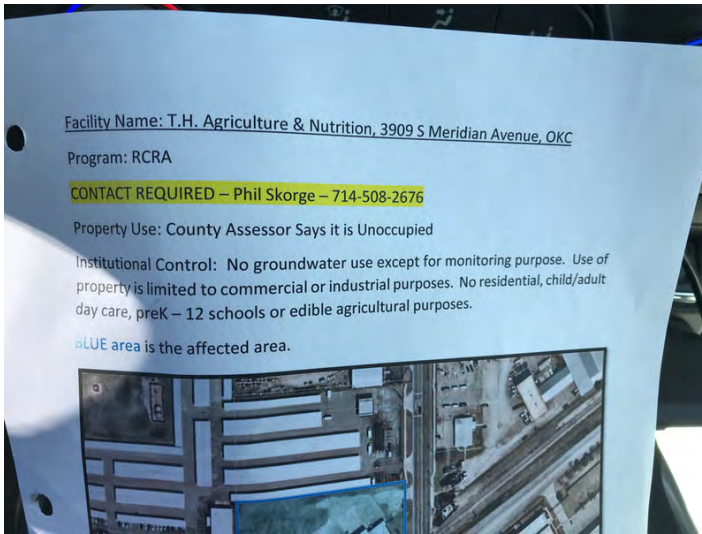 Facility Name: T.H. Agriculture & Nutrition, 3909 S Meridian Avenue, OKC
Program: RCRA
CONTACT REQUIRED – Phil Skorge – 714-508-2676
Property Use: County Assessor Says it is Unoccupied
Institutional Control:  No groundwater use except for monitoring purpose.  Use of
property is limited to commercial or industrial purposes.  No residential, child/adult
day care, preK – 12 schools or edible agricultural purposes.
BLUE area is the affected area.